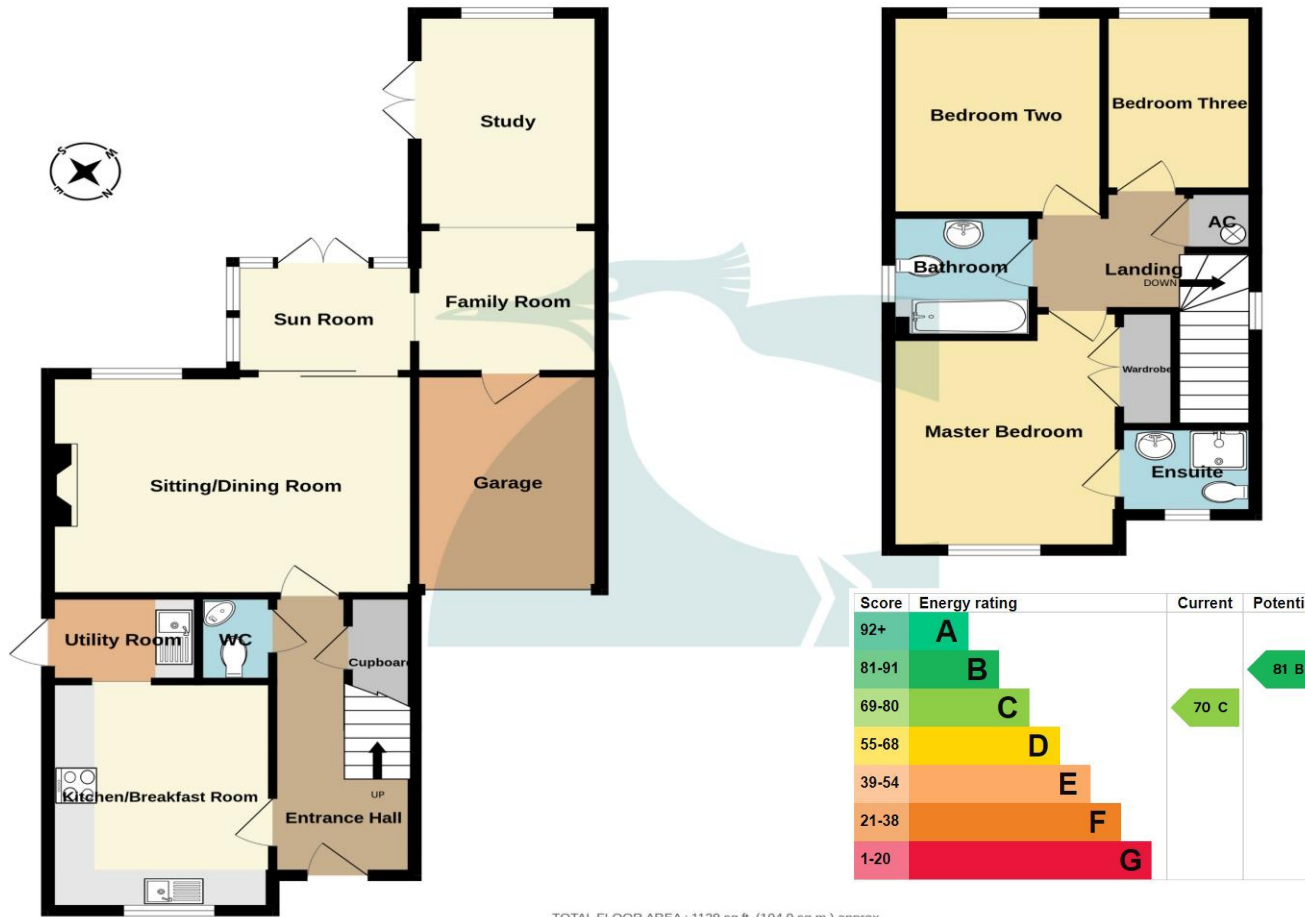 Study
Family Room
Sun Room
Sitting/Dining Room
Garage
Utility Room
WC
Cupboard
Kitchen/Breakfast Room
UP
Entrance Hall
S
W
E
N
Bedroom Two
Bedroom Three
AC
Bathroom
Landing
DOWN
Wardrobe
Master Bedroom
Ensuite
Score Energy rating Current Potenti
92+ A
81-91 B 81 B
69-80 C 70 C
55-68 D
39-54 E
21-38 F
1-20 G